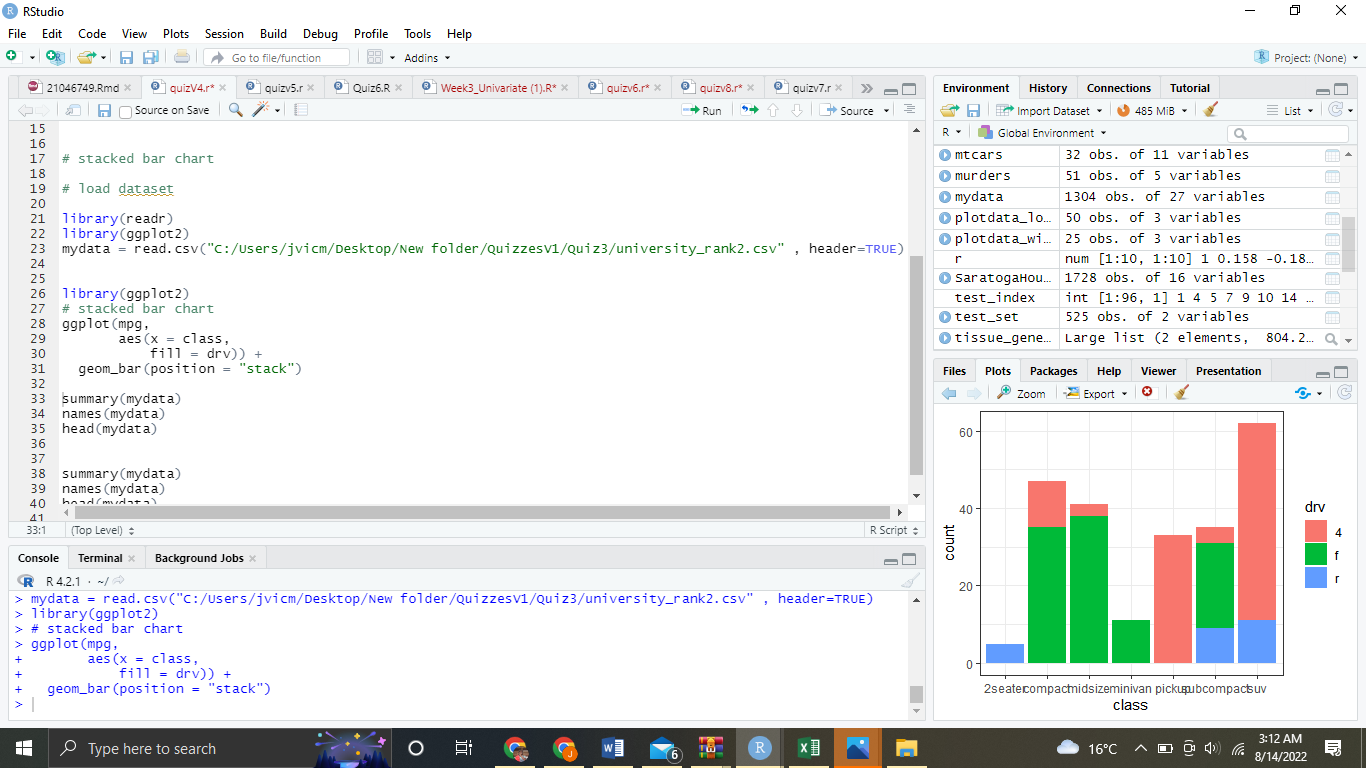 RStudio
File Edit Code View Plots Session Build Debug Profile Tools Help
Go to file/function Addins Project: (None)
21046749.Rmd quizV4.r* quizv5.r Quiz6.R Week3_Univariate (1).R* quizv6.r* quizv8.r* quizv7.r
Source on Save Run Source
15
16
17 # stacked bar chart
18
19 # load dataset
20
21 library(readr)
22 library(ggplot2)
23 mydata = read.csv("C:/Users/jvicm/Desktop/New folder/QuizzesV1/Quiz3/university_rank2.csv" , header=TRUE)
24
25
26 library(ggplot2)
27 # stacked bar chart
28 ggplot(mpg,
29 aes(x = class,
30 fill = drv)) +
31 geom_bar(position = "stack")
32
33 summary(mydata)
34 names(mydata)
35 head(mydata)
36
37
38 summary(mydata)
39 names(mydata)
40 head(mydata)
41
33:1 (Top Level) R Script
Console Terminal Background Jobs
R 4.2.1 · ~/
> mydata = read.csv("C:/Users/jvicm/Desktop/New folder/QuizzesV1/Quiz3/university_rank2.csv" , header=TRUE)
> library(ggplot2)
> # stacked bar chart
> ggplot(mpg,
+ aes(x = class,
+ fill = drv)) +
+ geom_bar(position = "stack")
>
Environment History Connections Tutorial
Import Dataset 485 MiB List
R Global Environment
mtcars 32 obs. of 11 variables
murders 51 obs. of 5 variables
mydata 1304 obs. of 27 variables
plotdata_lo... 50 obs. of 3 variables
plotdata_wi... 25 obs. of 3 variables
r num [1:10, 1:10] 1 0.158 -0.18...
SaratogaHou... 1728 obs. of 16 variables
test_index int [1:96, 1] 1 4 5 7 9 10 14 ...
test_set 525 obs. of 2 variables
tissue_gene... Large list (2 elements, 804.2...
Files Plots Packages Help Viewer Presentation
Zoom Export
60
40
20
0
count
2seater compact midsize minivan pickup subcompact suv
class
drv
4
f
r
Type here to search
6
16°C
3:12 AM
8/14/2022